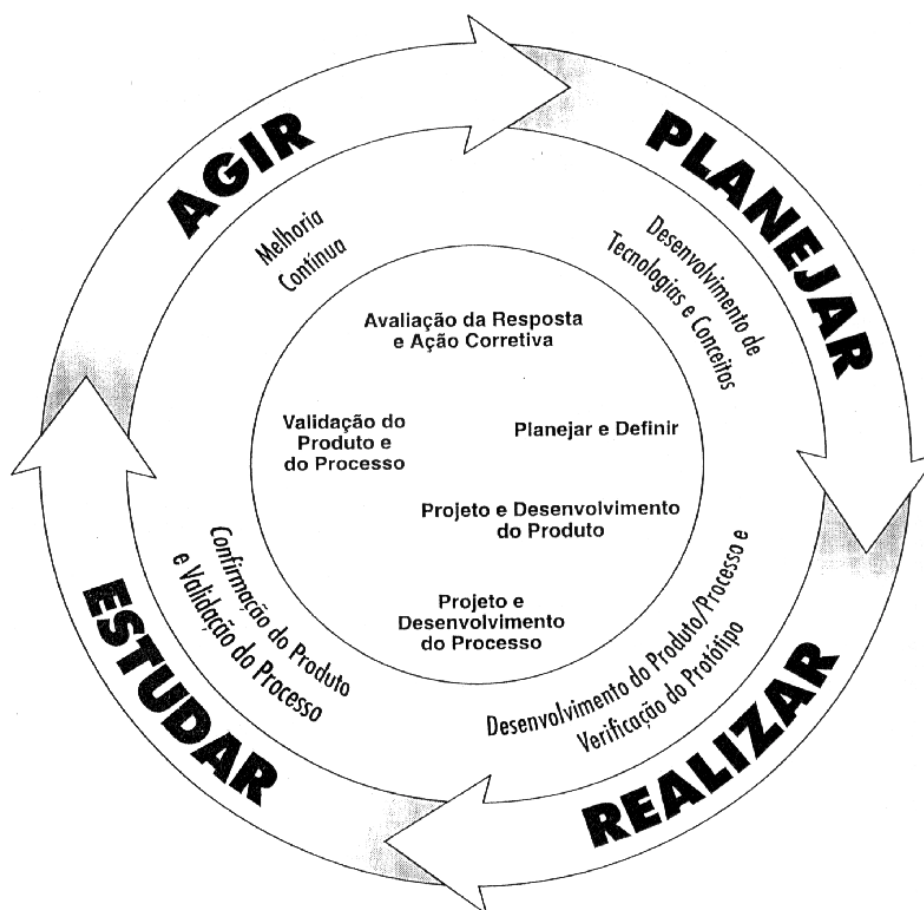 AGIR
PLANEJAR
REALIZAR
ESTUDAR
Melhoria
Contínua
Desenvolvimento de
Tecnologias e Conceitos
Desenvolvimento do Produto/Processo e
Verificação do Protótipo
Confirmação do Produto
e Validação do Processo
Avaliação da Resposta
e Ação Corretiva
Validação do
Produto e
do Processo
Planejar e Definir
Projeto e Desenvolvimento
do Produto
Projeto e
Desenvolvimento
do Processo